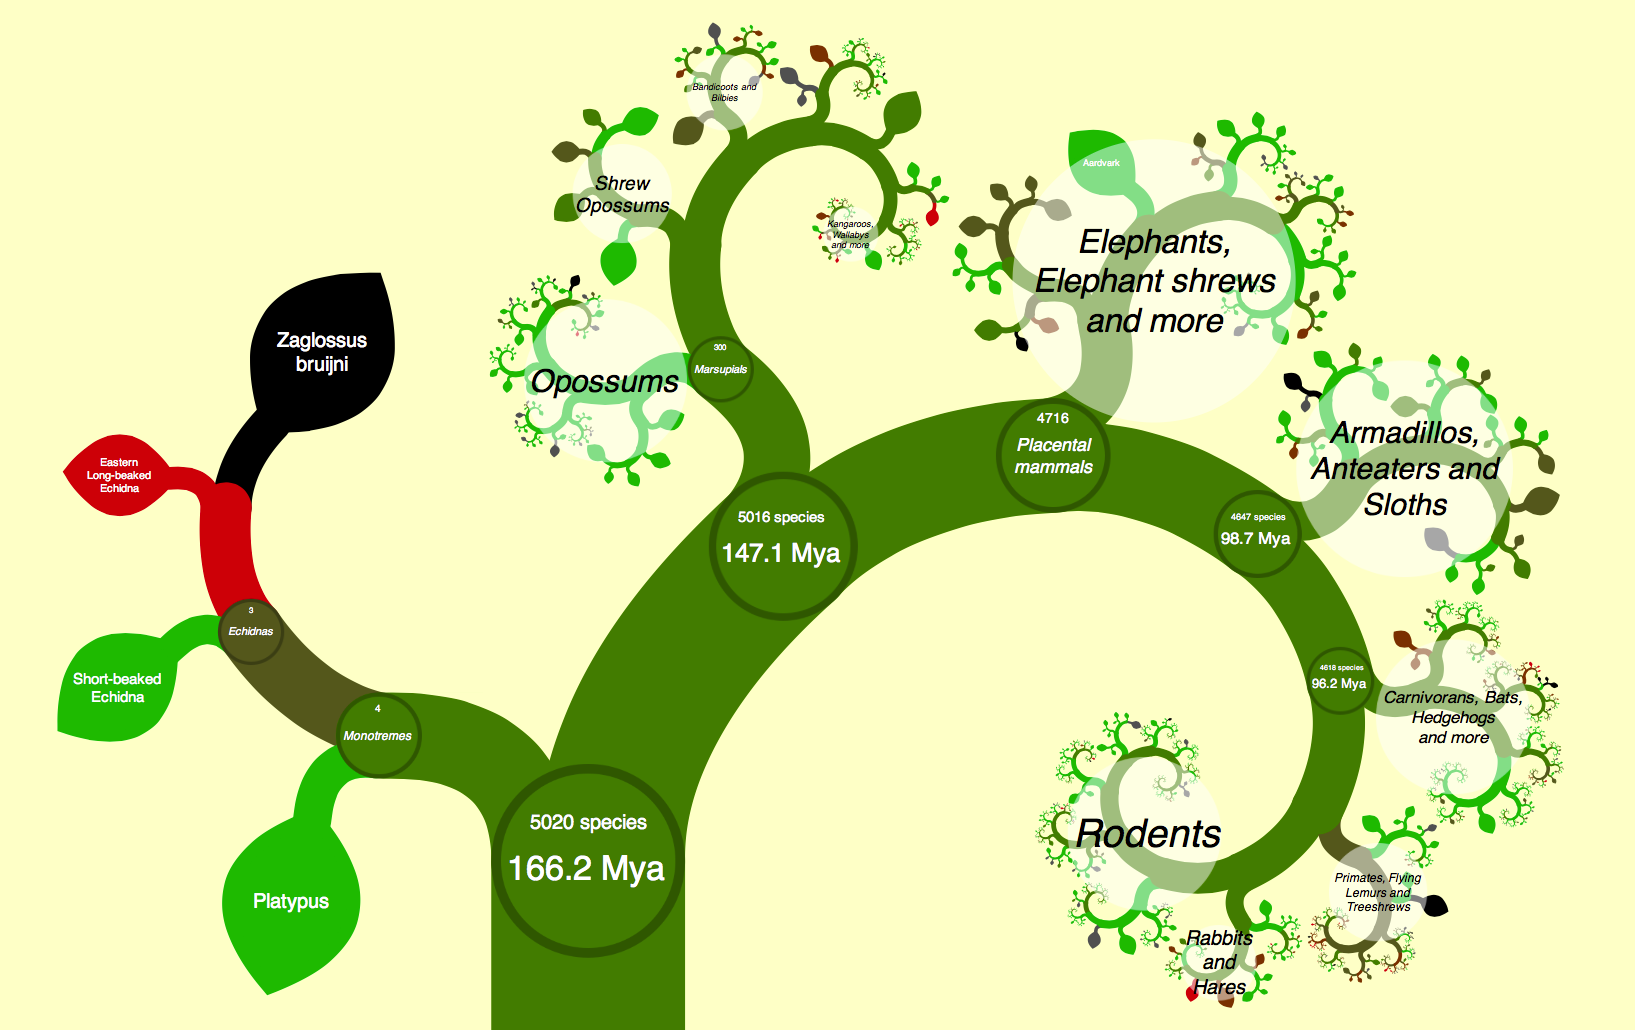 Bandicoots and
Bilbies
Shrew
Opossums
Kangaroos,
Wallabys
and more
Aardvark
Elephants,
Elephant shrews
and more
Zaglossus
bruijni
Opossums
300
Marsupials
4716
Placental
mammals
Armadillos,
Anteaters and
Sloths
Eastern
Long-beaked
Echidna
5016 species
147.1 Mya
4647 species
98.7 Mya
3
Echidnas
Short-beaked
Echidna
4
Monotremes
4618 species
96.2 Mya
Carnivorans, Bats,
Hedgehogs
and more
5020 species
166.2 Mya
Rodents
Platypus
Primates, Flying
Lemurs and
Treeshrews
Rabbits
and
Hares